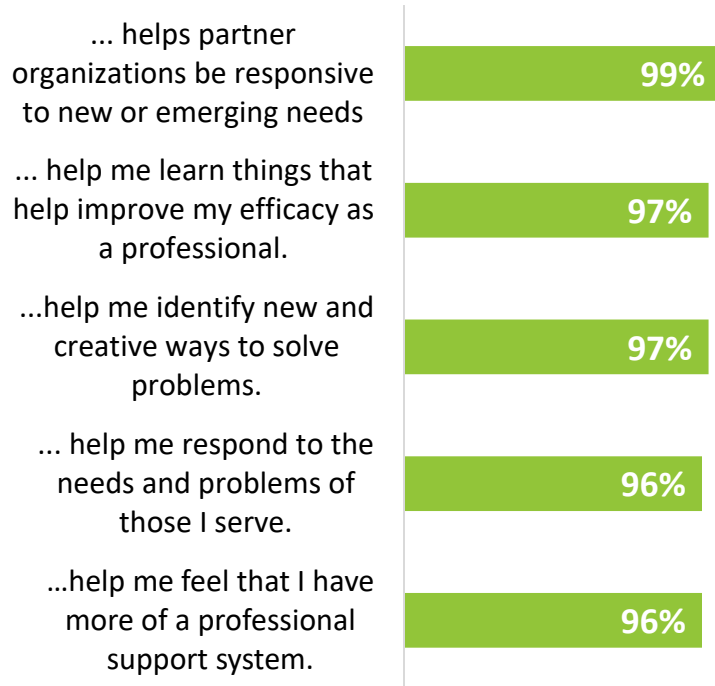 ... helps partner
organizations be responsive
to new or emerging needs
99%
... help me learn things that
help improve my efficacy as
a professional.
97%
...help me identify new and
creative ways to solve
problems.
97%
... help me respond to the
needs and problems of
those I serve.
96%
...help me feel that I have
more of a professional
support system.
96%